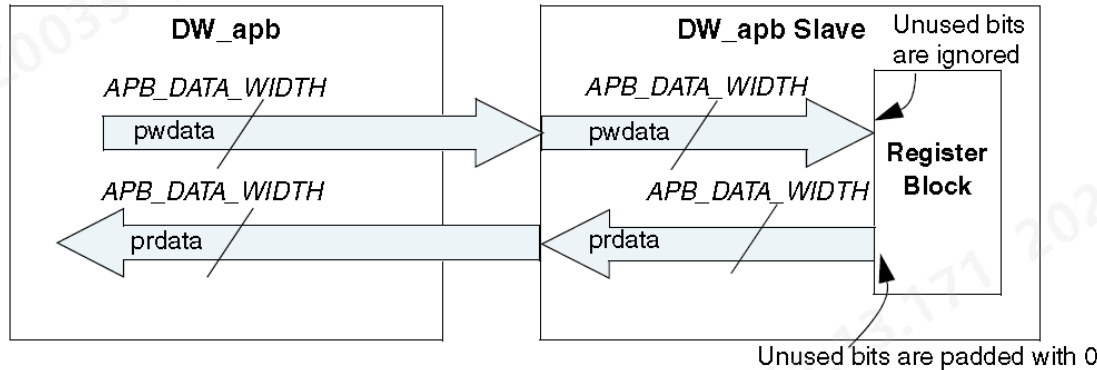 DW_apb
DW_apb Slave
Unused bits
are ignored
APB_DATA_WIDTH
APB_DATA_WIDTH
pwdata
pwdata
Register
Block
APB_DATA_WIDTH
APB_DATA_WIDTH
prdata
prdata
Unused bits are padded with 0